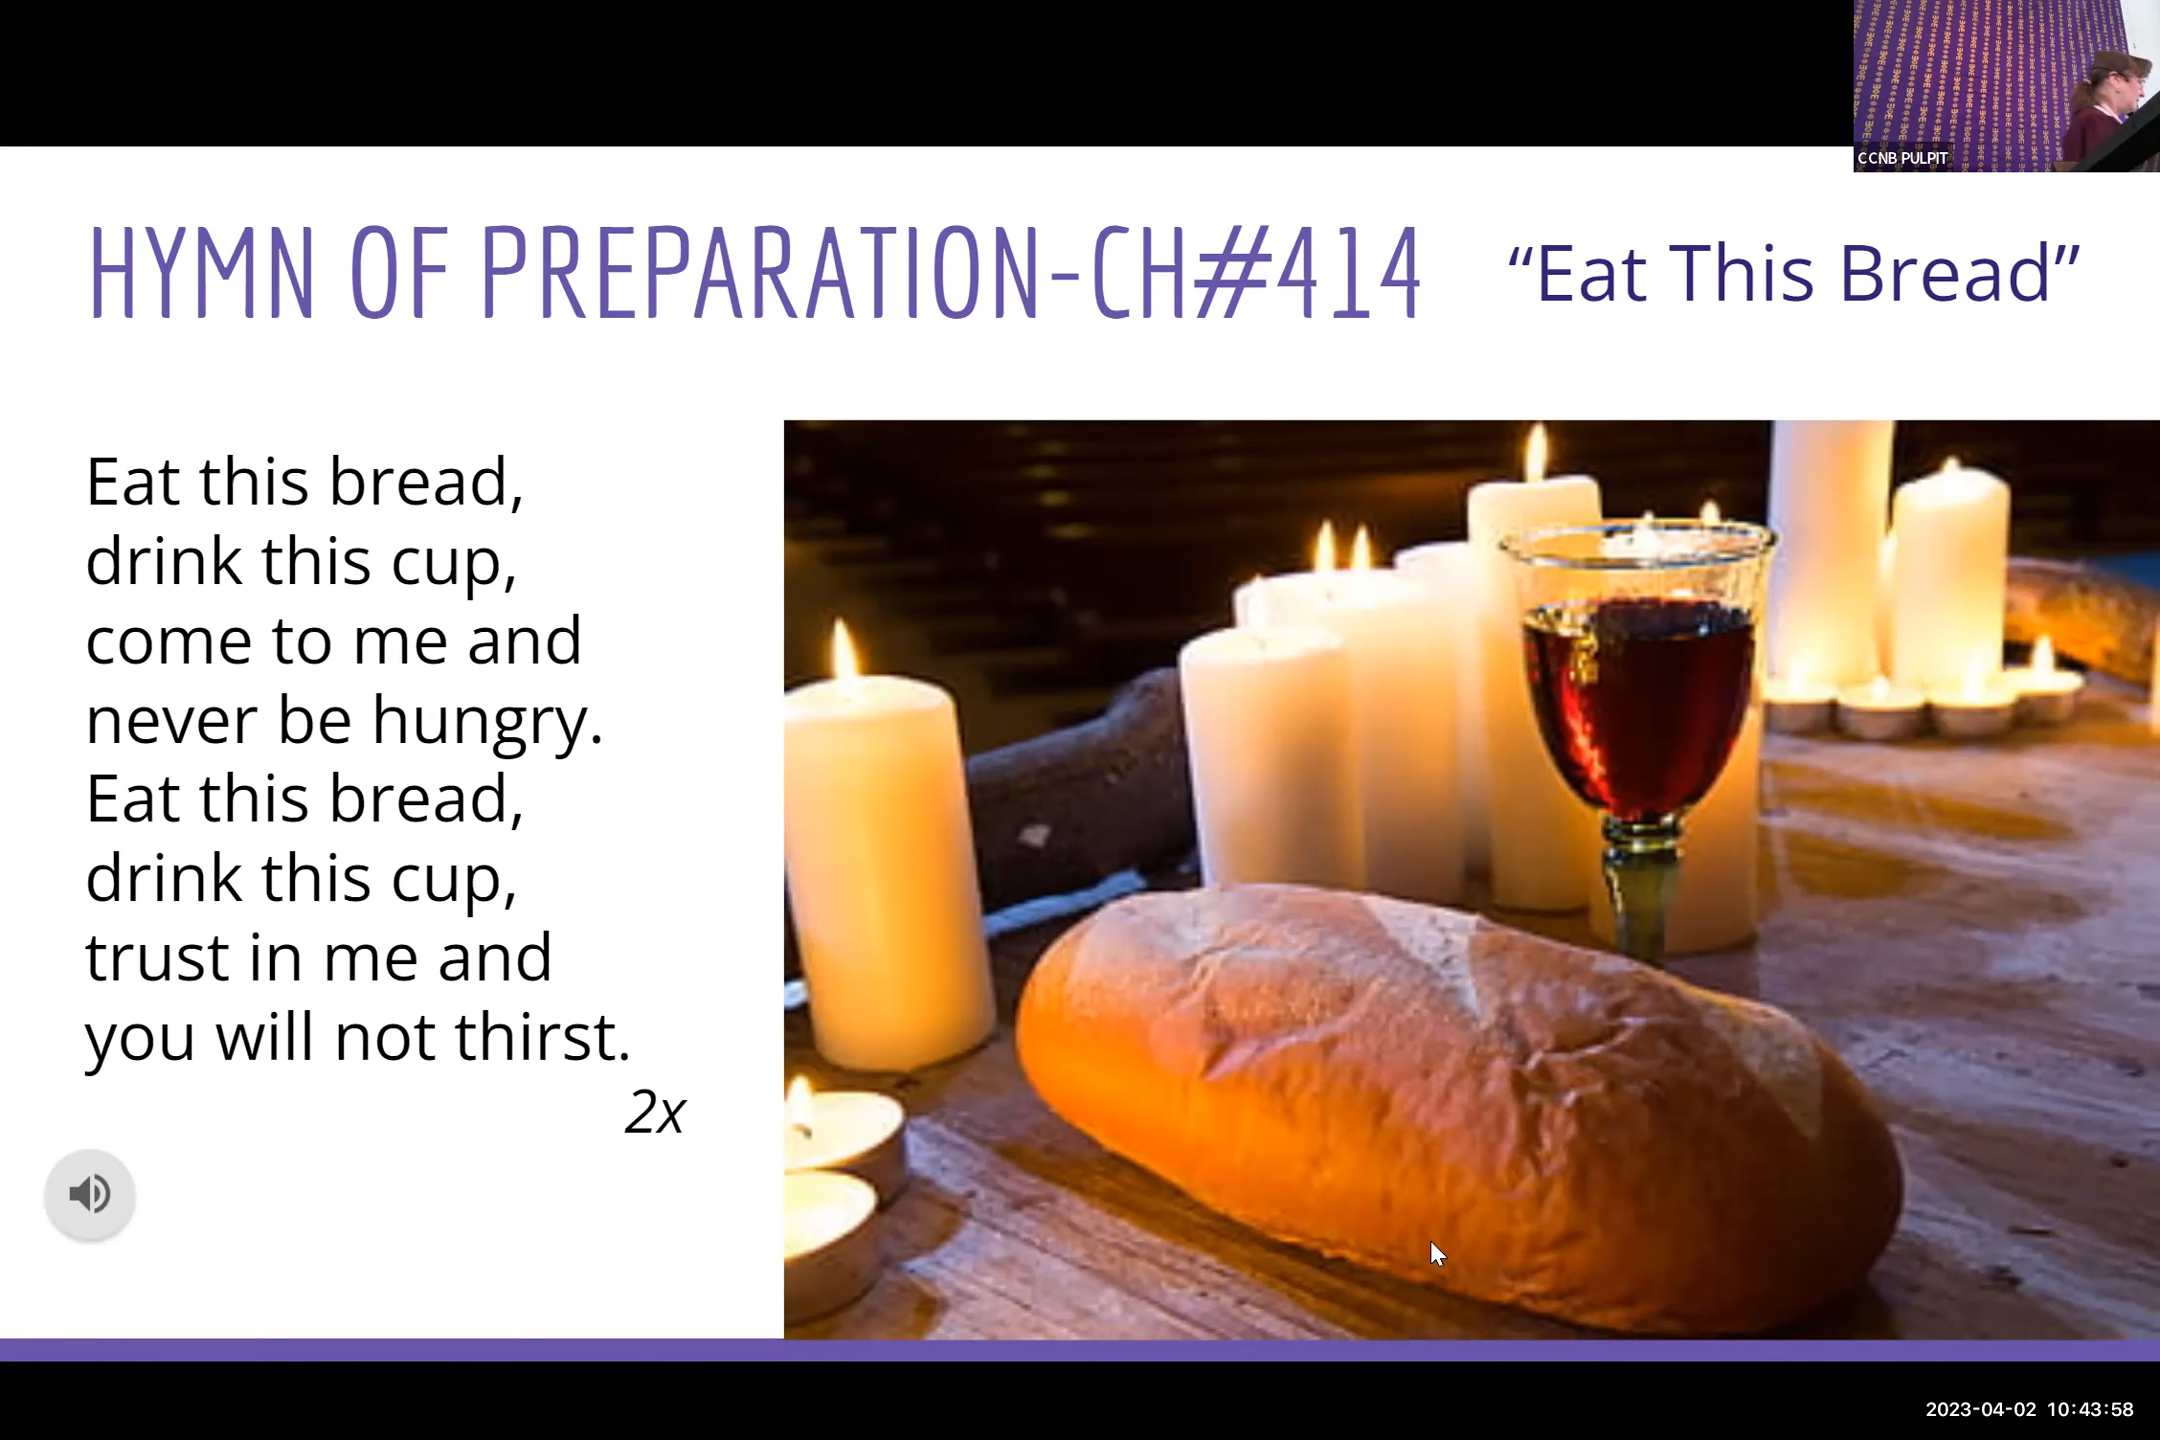 CCNB PULPIT
HYMN OF PREPARATION-CH#414 “Eat This Bread”
Eat this bread,
drink this cup,
come to me and
never be hungry.
Eat this bread,
drink this cup,
trust in me and
you will not thirst.
2x
2023-04-02 10:43:58